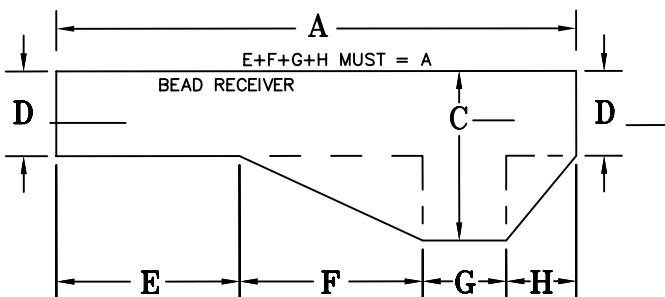 A
E+F+G+H MUST = A
BEAD RECEIVER
D
C
D
E
F
G
H